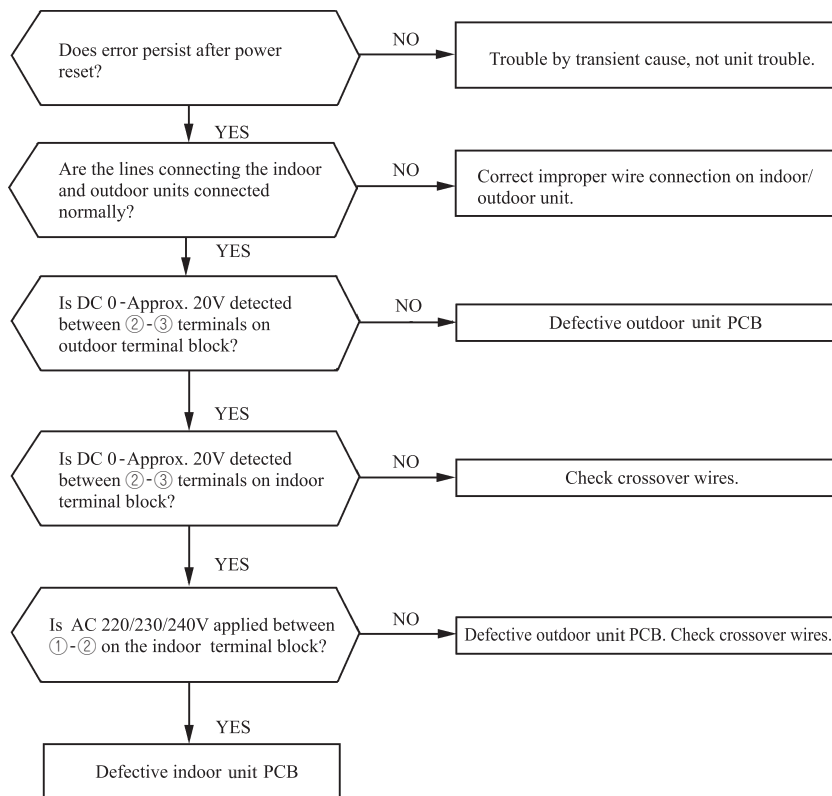 Does error persist after power
reset?
NO
Trouble by transient cause, not unit trouble.
YES
Are the lines connecting the indoor
and outdoor units connected
normally?
NO
Correct improper wire connection on indoor/
outdoor unit.
YES
Is DC 0-Approx. 20V detected
between ②-③ terminals on
outdoor terminal block?
NO
Defective outdoor unit PCB
YES
Is DC 0-Approx. 20V detected
between ②-③ terminals on indoor
terminal block?
NO
Check crossover wires.
YES
Is AC 220/230/240V applied between
①-② on the indoor terminal block?
NO
Defective outdoor unit PCB. Check crossover wires.
YES
Defective indoor unit PCB